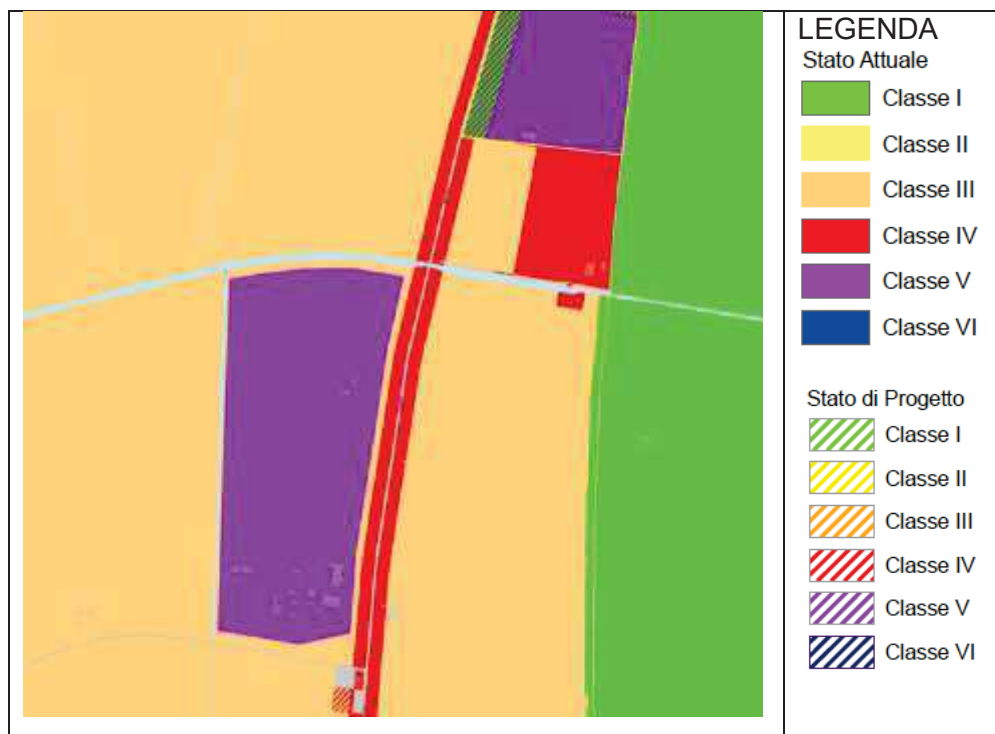 LEGENDA
Stato Attuale
Classe I
Classe II
Classe III
Classe IV
Classe V
Classe VI
Stato di Progetto
Classe I
Classe II
Classe III
Classe IV
Classe V
Classe VI